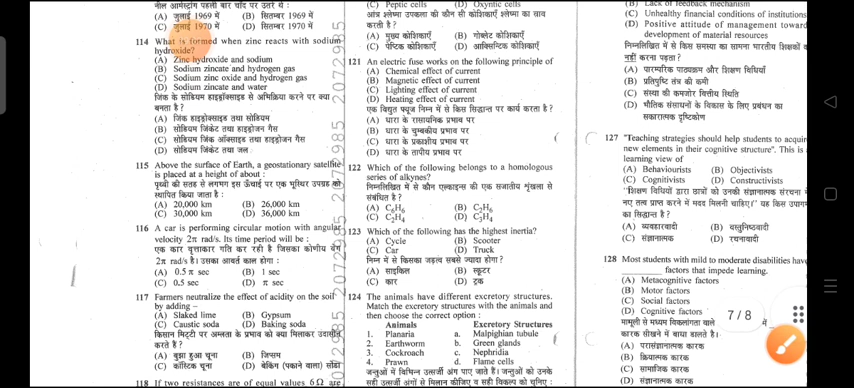 नील आर्मस्ट्रांग पहली बार चाँद पर उतरे थे :
(A) जुलाई 1969 में (B) सितम्बर 1969 में
(C) जुलाई 1970 में (D) सितम्बर 1970 में
114 What is formed when zinc reacts with sodium hydroxide?
(A) Zinc hydroxide and sodium
(B) Sodium zincate and hydrogen gas
(C) Sodium zinc oxide and hydrogen gas
(D) Sodium zincate and water
जिंक के सोडियम हाइड्रॉक्साइड से अभिक्रिया करने पर क्या
बनता है ?
(A) जिंक हाइड्रोक्साइड तथा सोडियम
(B) सोडियम जिंकेट तथा हाइड्रोजन गैस
(C) सोडियम जिंक ऑक्साइड तथा हाइड्रोजन गैस
(D) सोडियम जिंकेट तथा जल
115 Above the surface of Earth, a geostationary satellite
is placed at a height of about :
पृथ्वी की सतह से लगभग इस ऊँचाई पर एक भूस्थिर उपग्रह को
स्थापित किया जाता है :
(A) 20,000 km (B) 26,000 km
(C) 30,000 km (D) 36,000 km
116 A car is performing circular motion with angular
velocity 2π rad/s. Its time period will be :
एक कार वृत्ताकार गति कर रही है जिसका कोणीय वेग
2π rad/s है। उसका आवर्त काल होगा :
(A) 0.5 π sec (B) 1 sec
(C) 0.5 sec (D) π sec
117 Farmers neutralize the effect of acidity on the soil
by adding –
(A) Slaked lime (B) Gypsum
(C) Caustic soda (D) Baking soda
किसान मिट्टी पर अम्लता के प्रभाव को क्या मिलाकर उदासीन
करते हैं ?
(A) बुझा हुआ चूना (B) जिप्सम
(C) कॉस्टिक चूना (D) बेकिंग (पकाने वाला) सोडा
118 If two resistances are of equal values 6Ω are
2072985
(C) Peptic cells (D) Oxyntic cells
आंत्र श्लेष्मा उपकला की कौन सी कोशिकाएँ श्लेष्मा का स्राव
करती है ?
(A) मुख्य कोशिकाएँ (B) गोब्लेट कोशिकाएँ
(C) पेप्टिक कोशिकाएँ (D) आक्सिन्टिक कोशिकाएँ
121 An electric fuse works on the following principle of
(A) Chemical effect of current
(B) Magnetic effect of current
(C) Lighting effect of current
(D) Heating effect of current
एक विद्युत फ्यूज निम्न में से किस सिद्धान्त पर कार्य करता है ?
(A) धारा के रासायनिक प्रभाव पर
(B) धारा के चुम्बकीय प्रभाव पर
(C) धारा के प्रकाशीय प्रभाव पर
(D) धारा के तापीय प्रभाव पर
122 Which of the following belongs to a homologous
series of alkynes?
निम्नलिखित में से कौन एल्काइन्स की एक सजातीय शृंखला से
संबंधित है ?
(A) C₆H₆ (B) C₂H₆
(C) C₂H₄ (D) C₃H₄
123 Which of the following has the highest inertia?
(A) Cycle (B) Scooter
(C) Car (D) Truck
निम्न में से किसका जड़त्व सबसे ज्यादा होगा ?
(A) साइकिल (B) स्कूटर
(C) कार (D) ट्रक
124 The animals have different excretory structures.
Match the excretory structures with the animals and
then choose the correct option :
Animals Excretory Structures
1. Planaria a. Malpighian tubule
2. Earthworm b. Green glands
3. Cockroach c. Nephridia
4. Prawn d. Flame cells
जन्तुओं में विभिन्न उत्सर्जी अंग पाए जाते हैं। जन्तुओं को उनके
सही उत्सर्जी अंगों से मिलान कीजिए व सही विकल्प को चुनिए :
(B) Lack of feedback mechanism
(C) Unhealthy financial conditions of institutions
(D) Positive attitude of management toward
development of material resources
निम्नलिखित में से किस समस्या का सामना भारतीय शिक्षकों
नहीं करना पड़ता ?
(A) पारम्परिक पाठ्यक्रम और शिक्षण विधियाँ
(B) प्रतिपुष्टि तंत्र की कमी
(C) संस्था की कमजोर वित्तीय स्थिति
(D) भौतिक संसाधनों के विकास के लिए प्रबंधन का
सकारात्मक दृष्टिकोण
127 "Teaching strategies should help students to acquir
new elements in their cognitive structure". This is
learning view of
(A) Behaviourists (B) Objectivists
(C) Cognitivists (D) Constructivists
"शिक्षण विधियों द्वारा छात्रों को उनकी संज्ञानात्मक संरचना
नए तत्व प्राप्त करने में मदद मिलनी चाहिए।" यह किस उपागम
का सिद्धान्त है ?
(A) व्यवहारवादी (B) वस्तुनिष्ठवादी
(C) संज्ञानात्मक (D) रचनावादी
128 Most students with mild to moderate disabilities have
______ factors that impede learning.
(A) Metacognitive factors
(B) Motor factors
(C) Social factors
(D) Cognitive factors
मामूली से मध्यम विकलांगता वाले में
कारक सीखने में बाधा डालते है।
(A) परासंज्ञानात्मक कारक
(B) क्रियात्मक कारक
(C) सामाजिक कारक
(D) संज्ञानात्मक कारक
7 / 8